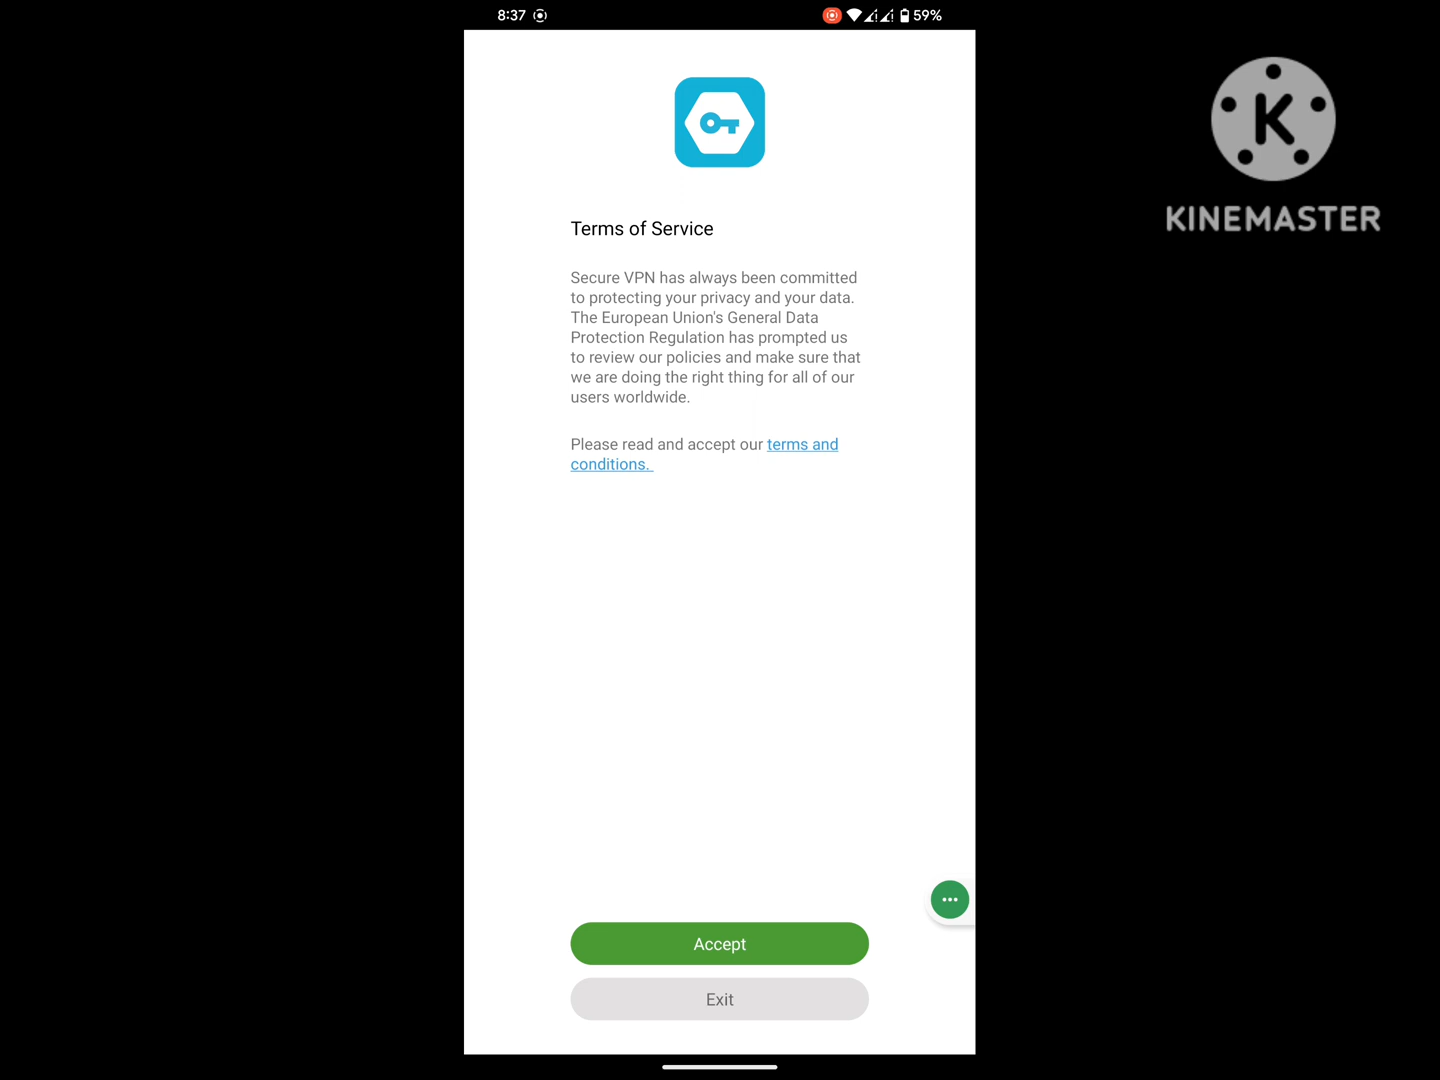 8:37
59%
KINEMASTER
Terms of Service
Secure VPN has always been committed
to protecting your privacy and your data.
The European Union's General Data
Protection Regulation has prompted us
to review our policies and make sure that
we are doing the right thing for all of our
users worldwide.
Please read and accept our terms and
conditions.
Accept
Exit